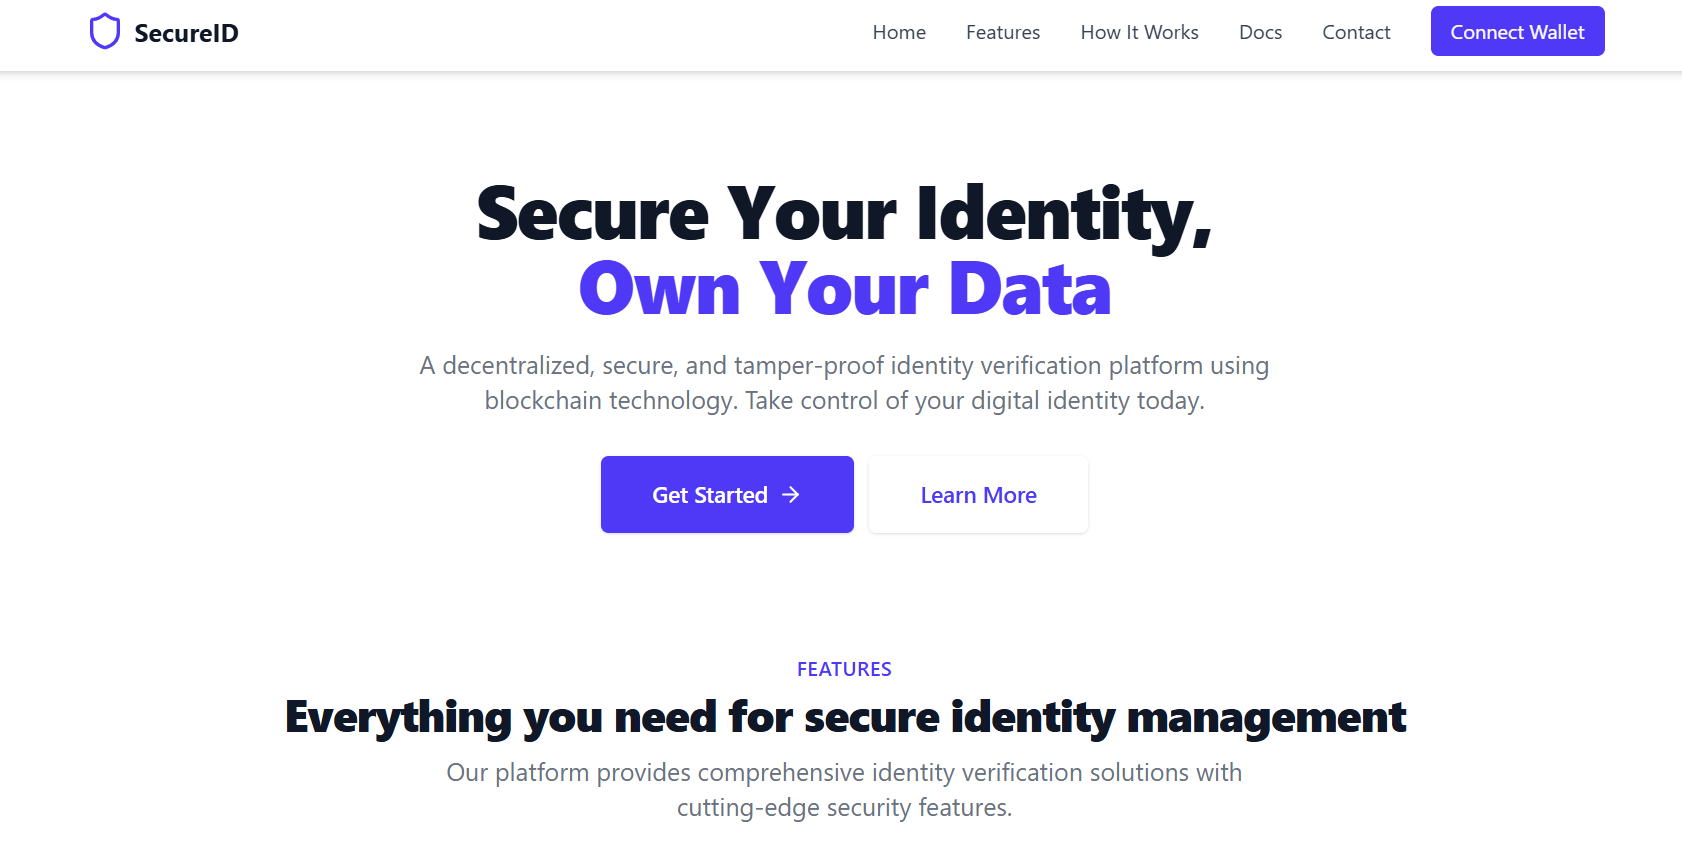 SecureID
Home
Features
How It Works
Docs
Contact
Connect Wallet
Secure Your Identity,
Own Your Data
A decentralized, secure, and tamper-proof identity verification platform using
blockchain technology. Take control of your digital identity today.
Get Started →
Learn More
FEATURES
Everything you need for secure identity management
Our platform provides comprehensive identity verification solutions with
cutting-edge security features.